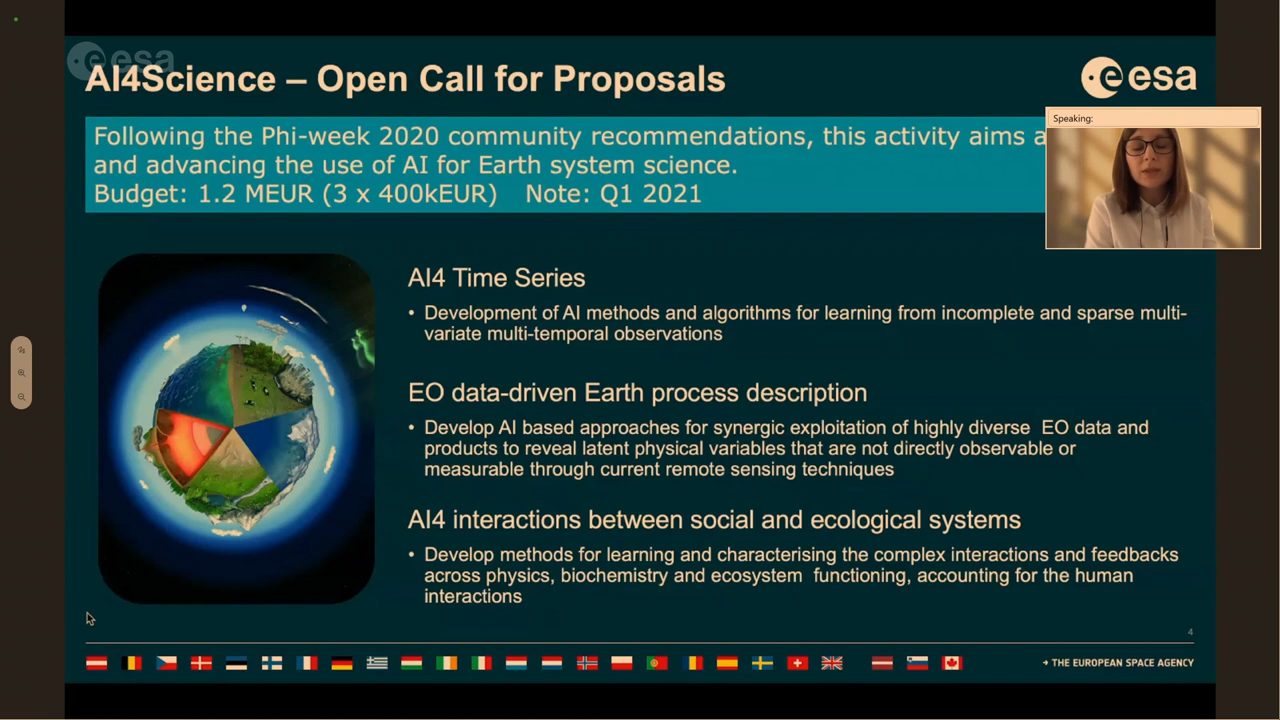 esa
AI4Science – Open Call for Proposals
esa
Speaking:
Following the Phi-week 2020 community recommendations, this activity aims a
and advancing the use of AI for Earth system science.
Budget: 1.2 MEUR (3 x 400kEUR) Note: Q1 2021
AI4 Time Series
• Development of AI methods and algorithms for learning from incomplete and sparse multi-
variate multi-temporal observations
EO data-driven Earth process description
• Develop AI based approaches for synergic exploitation of highly diverse EO data and
products to reveal latent physical variables that are not directly observable or
measurable through current remote sensing techniques
AI4 interactions between social and ecological systems
• Develop methods for learning and characterising the complex interactions and feedbacks
across physics, biochemistry and ecosystem functioning, accounting for the human
interactions
4
→ THE EUROPEAN SPACE AGENCY